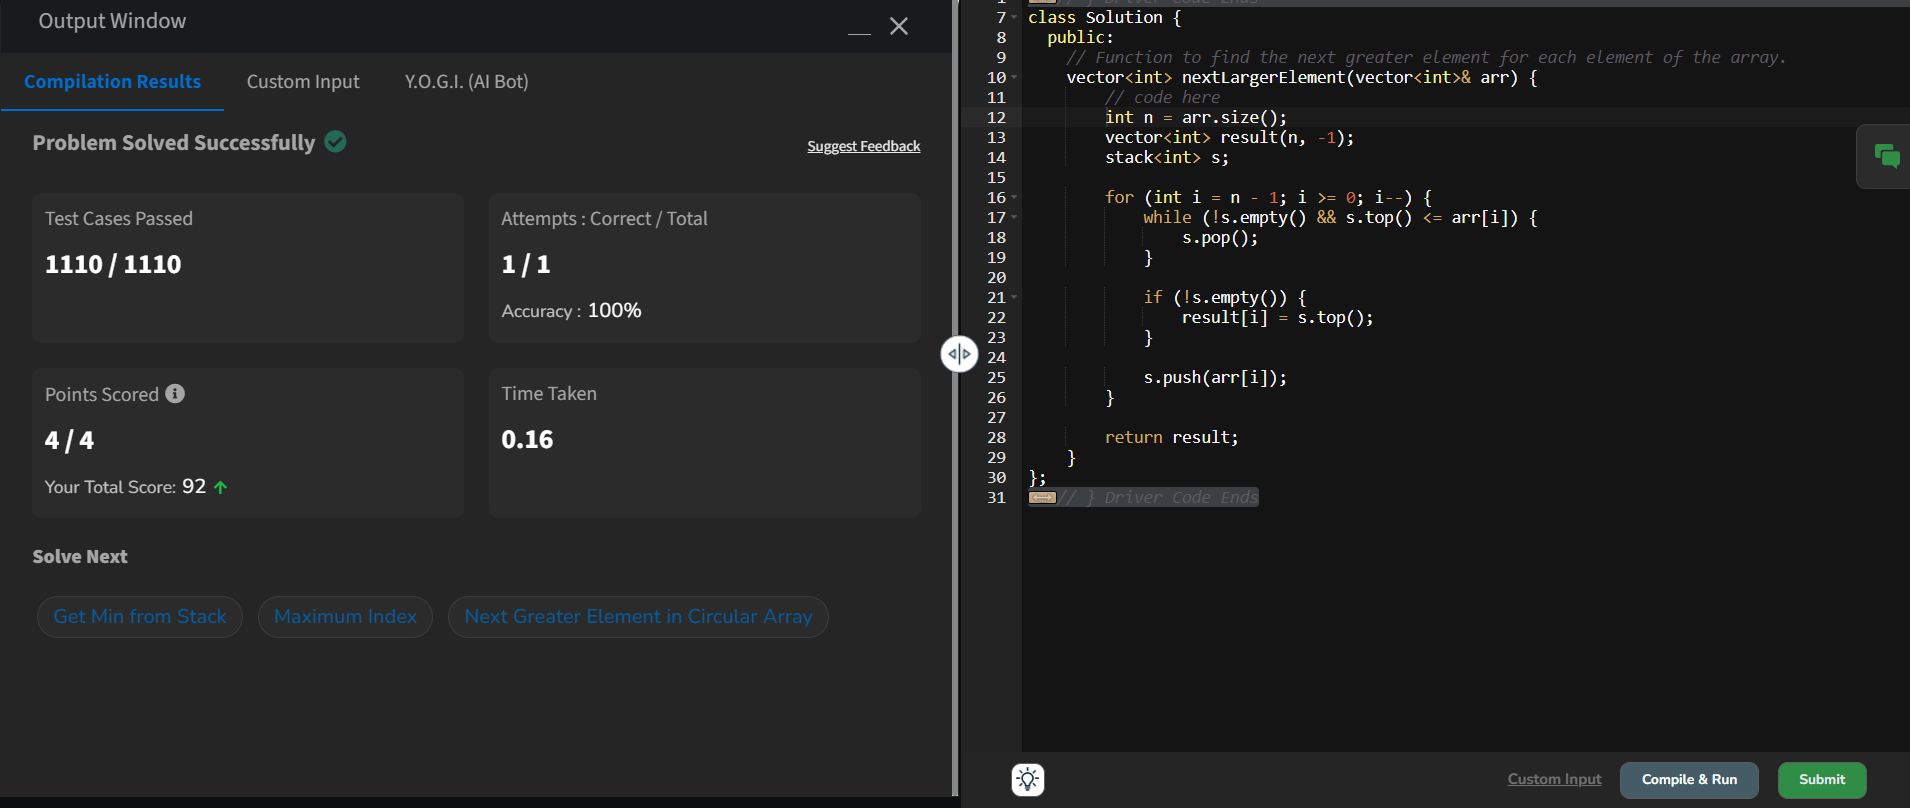 Output Window
Compilation Results Custom Input Y.O.G.I. (AI Bot)
Problem Solved Successfully
Suggest Feedback
Test Cases Passed
1110 / 1110
Attempts : Correct / Total
1 / 1
Accuracy : 100%
Points Scored
4 / 4
Your Total Score: 92
Time Taken
0.16
Solve Next
Get Min from Stack Maximum Index Next Greater Element in Circular Array
1 // } Driver Code Ends
7 class Solution {
8 public:
9 // Function to find the next greater element for each element of the array.
10 vector<int> nextLargerElement(vector<int>& arr) {
11 // code here
12 int n = arr.size();
13 vector<int> result(n, -1);
14 stack<int> s;
15
16 for (int i = n - 1; i >= 0; i--) {
17 while (!s.empty() && s.top() <= arr[i]) {
18 s.pop();
19 }
20
21 if (!s.empty()) {
22 result[i] = s.top();
23 }
24
25 s.push(arr[i]);
26 }
27
28 return result;
29 }
30 };
31 // } Driver Code Ends
Custom Input Compile & Run Submit